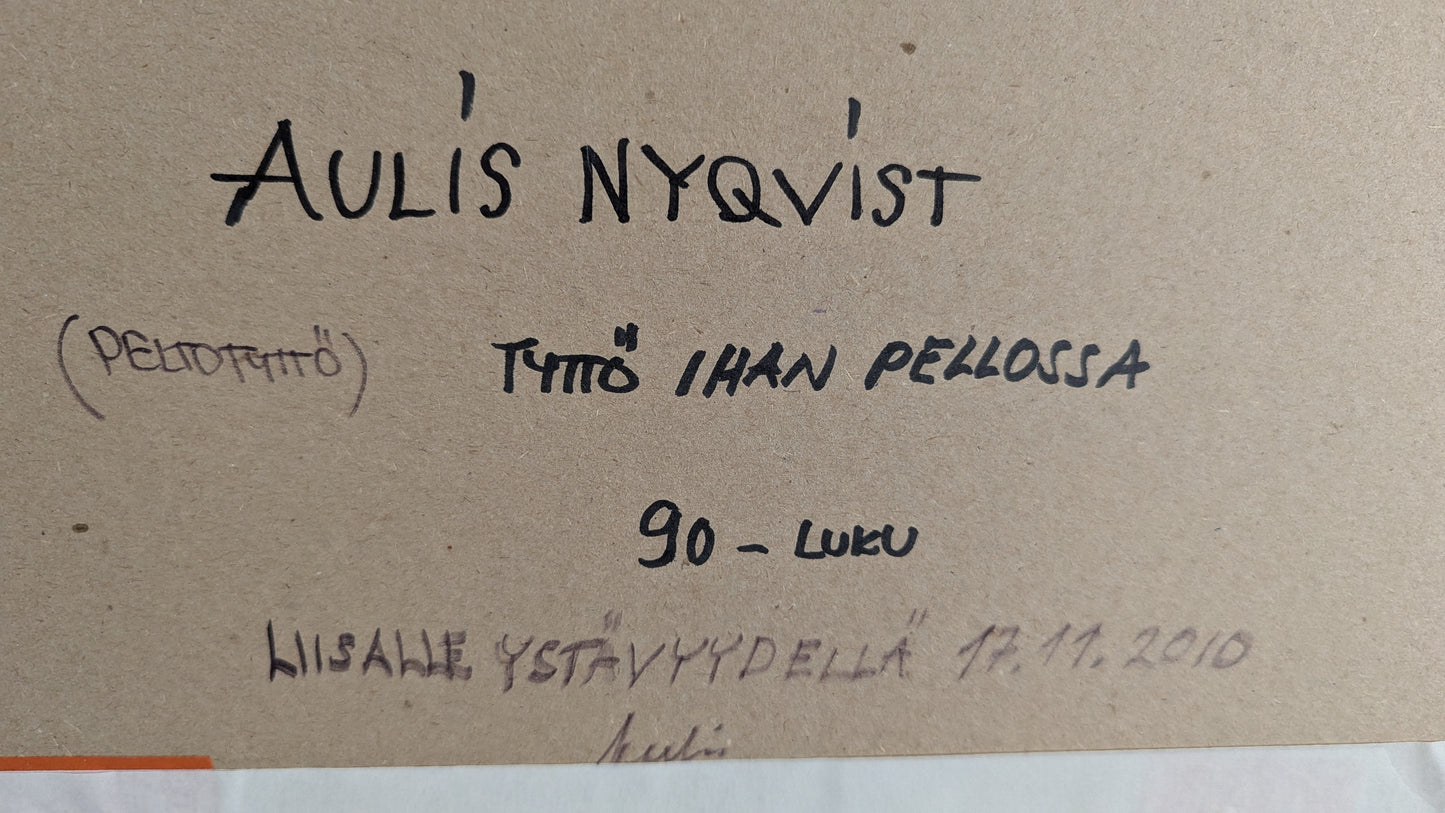 AULIS NYQVIST
(PELTOTYTTÖ) TYTTÖ IHAN PELLOSSA
90 - LUKU
LIISALLE YSTÄVYYDELLÄ 17.11.2010
Aulis